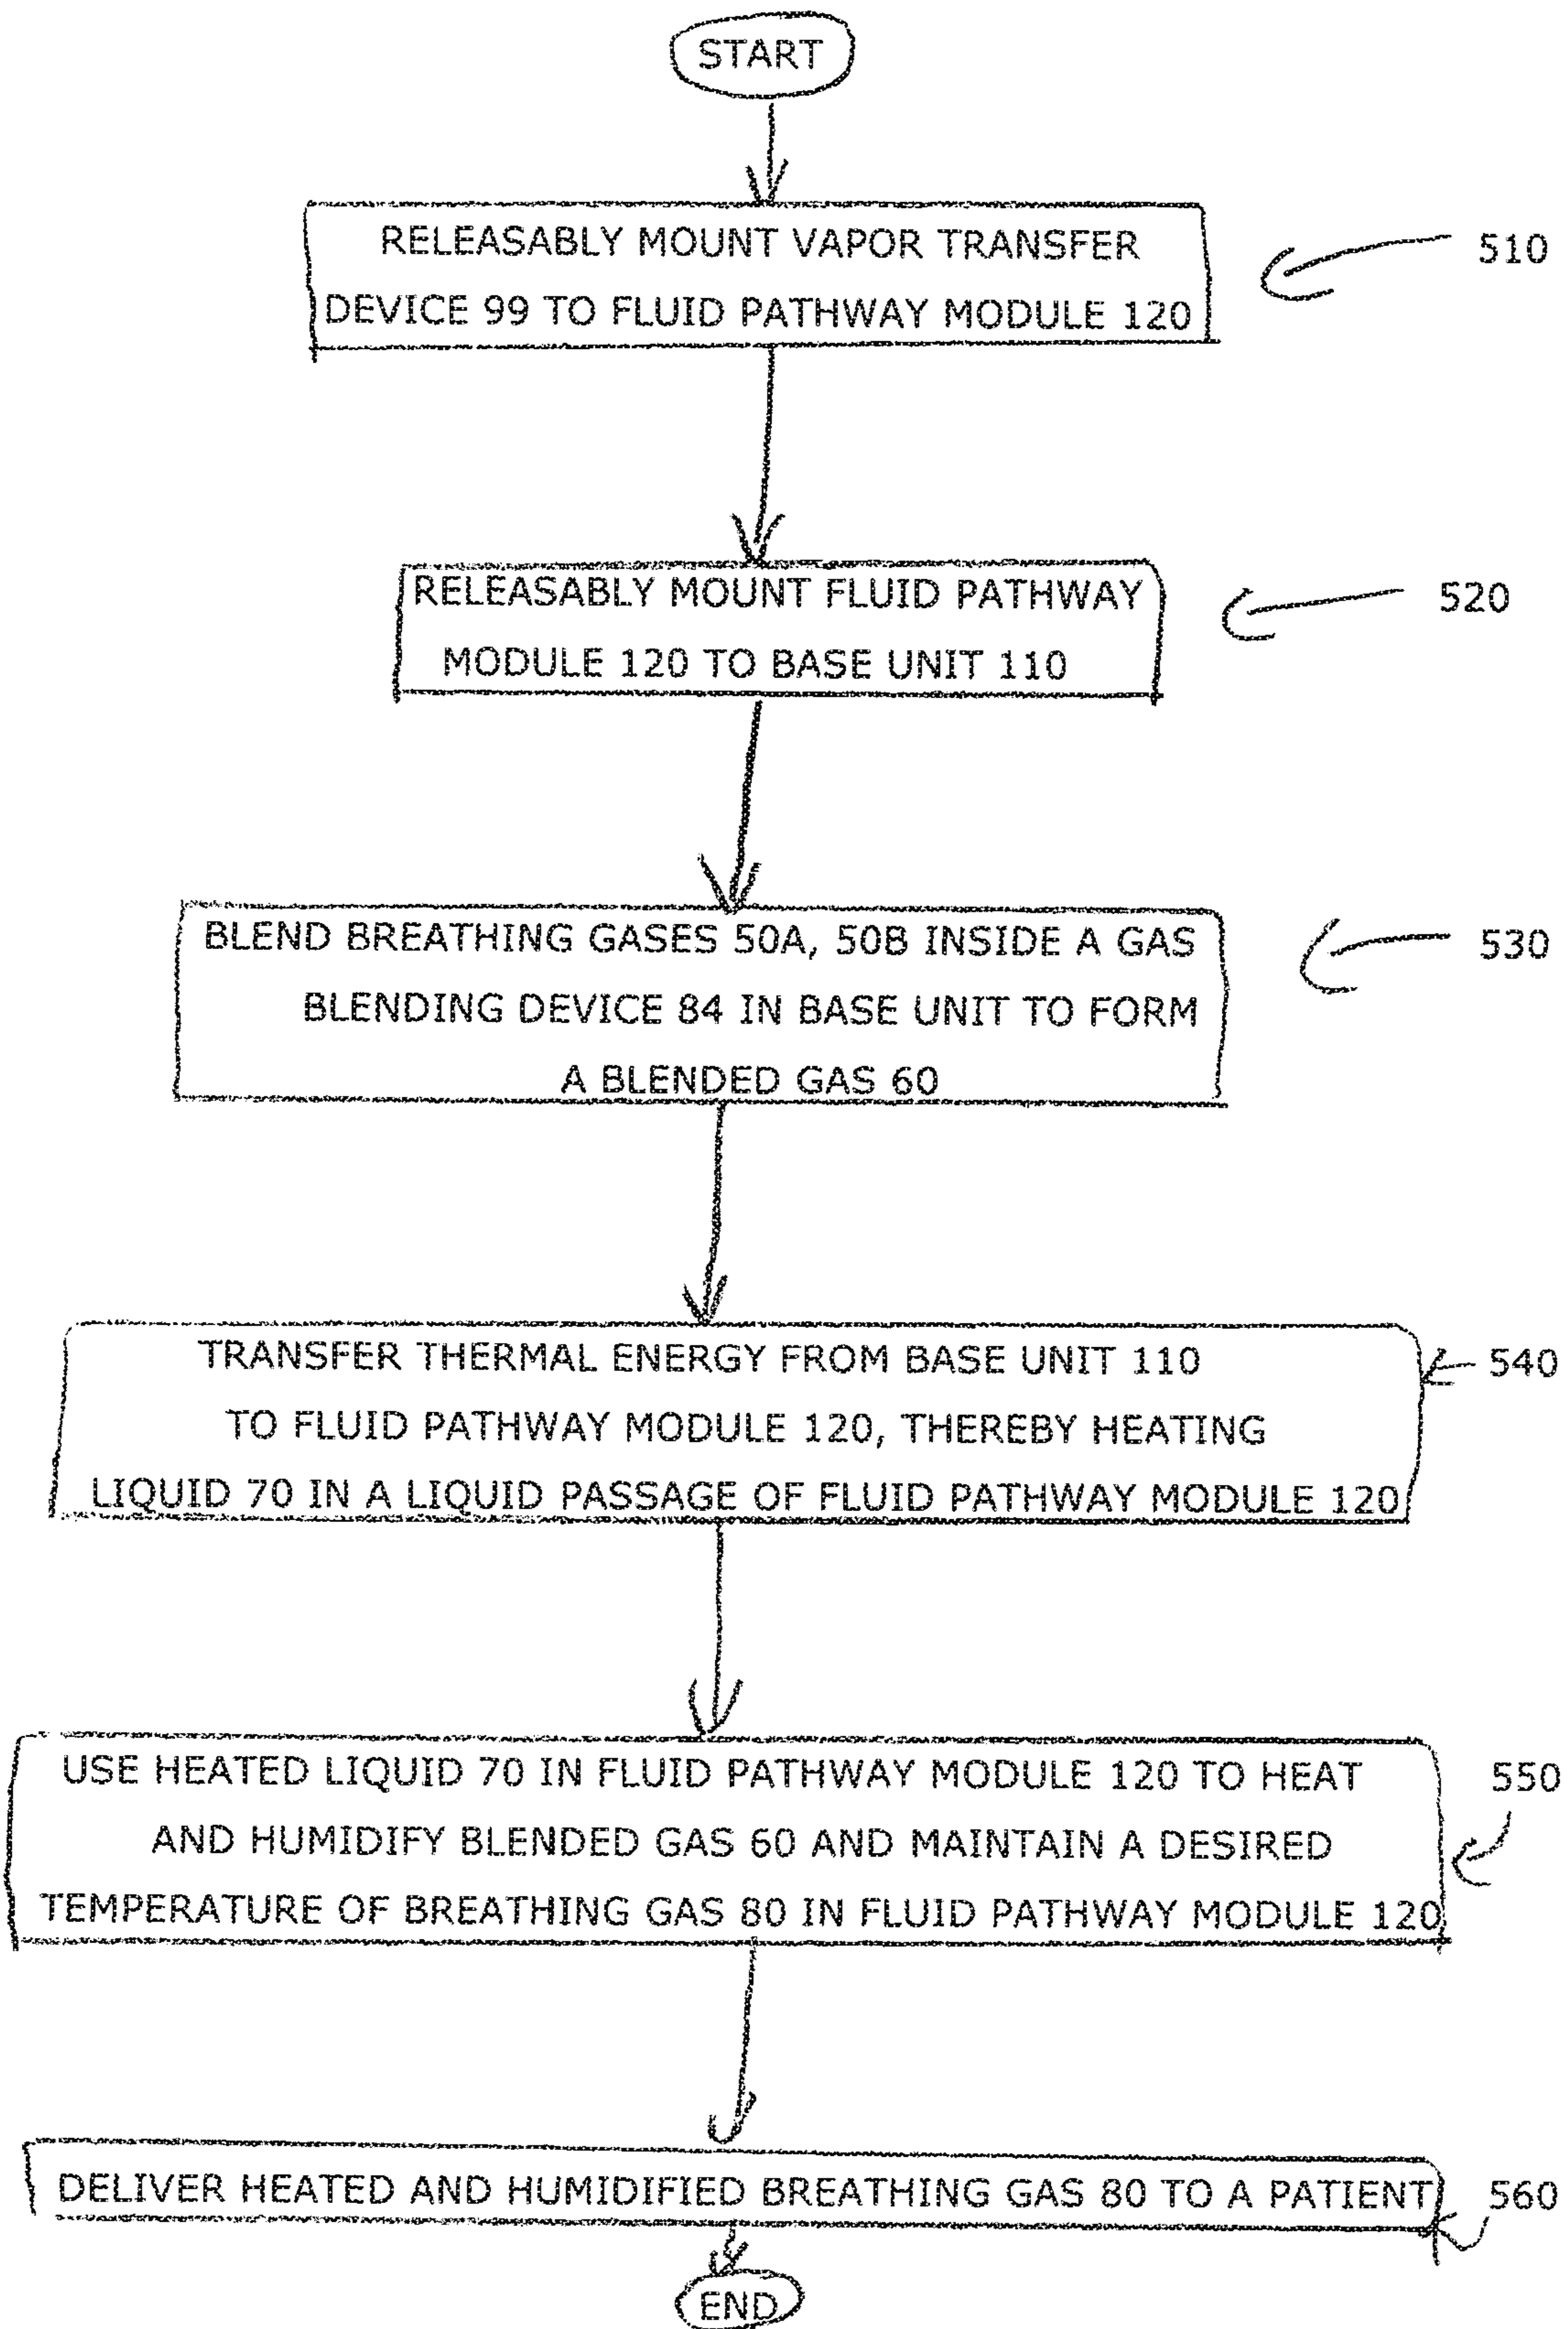 START
RELEASABLY MOUNT VAPOR TRANSFER
DEVICE 99 TO FLUID PATHWAY MODULE 120
510
RELEASABLY MOUNT FLUID PATHWAY
MODULE 120 TO BASE UNIT 110
520
BLEND BREATHING GASES 50A, 50B INSIDE A GAS
BLENDING DEVICE 84 IN BASE UNIT TO FORM
A BLENDED GAS 60
530
TRANSFER THERMAL ENERGY FROM BASE UNIT 110
TO FLUID PATHWAY MODULE 120, THEREBY HEATING
LIQUID 70 IN A LIQUID PASSAGE OF FLUID PATHWAY MODULE 120
540
USE HEATED LIQUID 70 IN FLUID PATHWAY MODULE 120 TO HEAT
AND HUMIDIFY BLENDED GAS 60 AND MAINTAIN A DESIRED
TEMPERATURE OF BREATHING GAS 80 IN FLUID PATHWAY MODULE 120
550
DELIVER HEATED AND HUMIDIFIED BREATHING GAS 80 TO A PATIENT
560
END